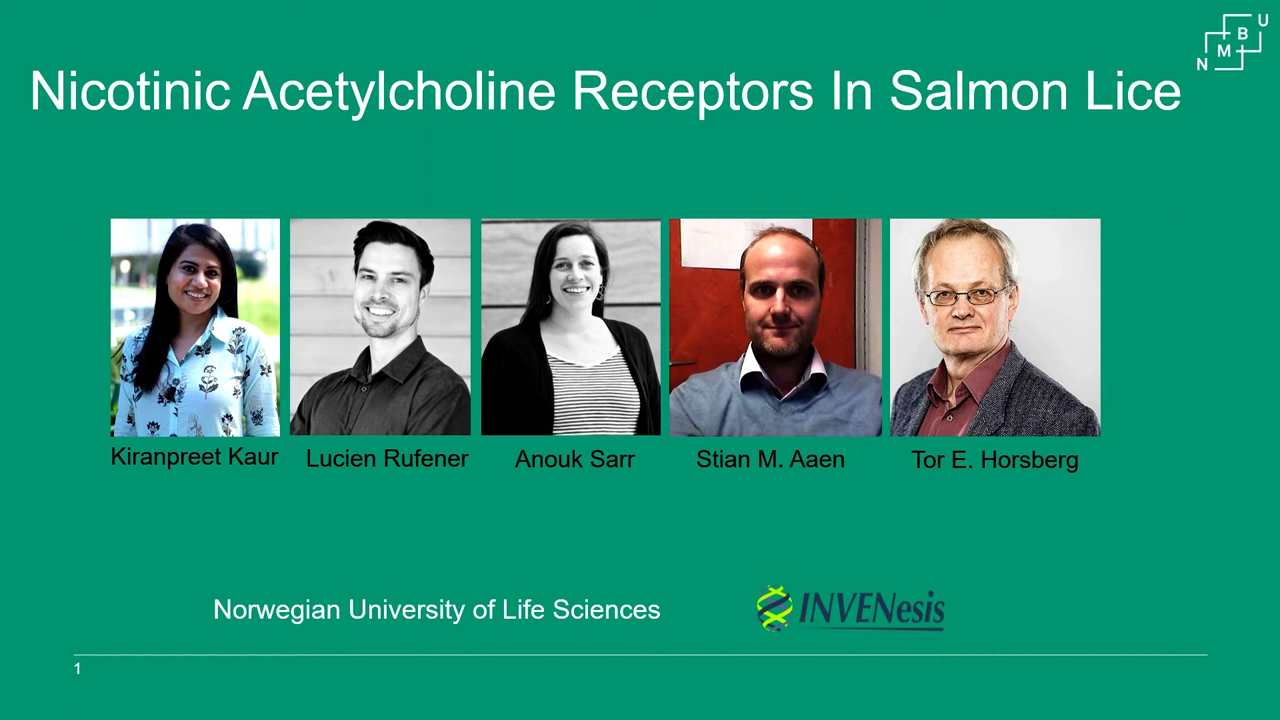 N M B U
Nicotinic Acetylcholine Receptors In Salmon Lice
Kiranpreet Kaur
Lucien Rufener
Anouk Sarr
Stian M. Aaen
Tor E. Horsberg
Norwegian University of Life Sciences
INVENesis
1